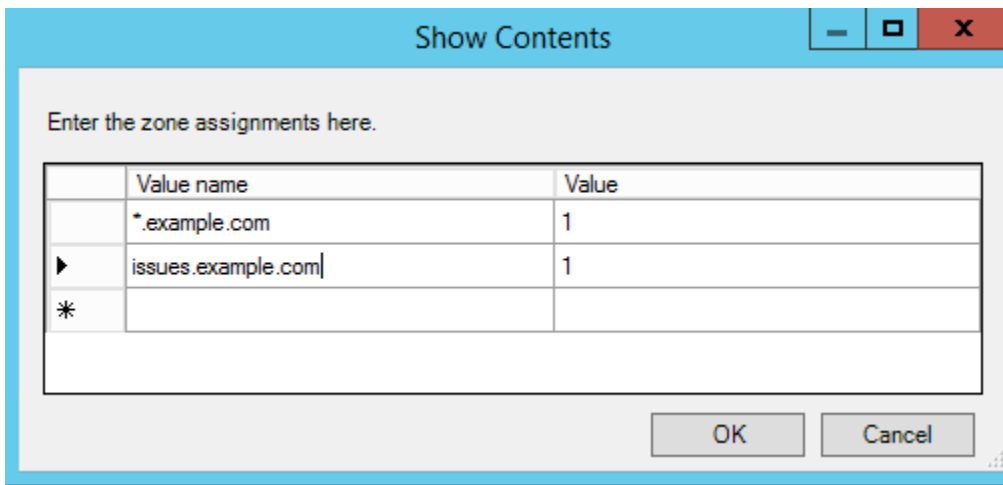 Show Contents
Enter the zone assignments here.
Value name Value
*.example.com 1
issues.example.com 1
OK Cancel